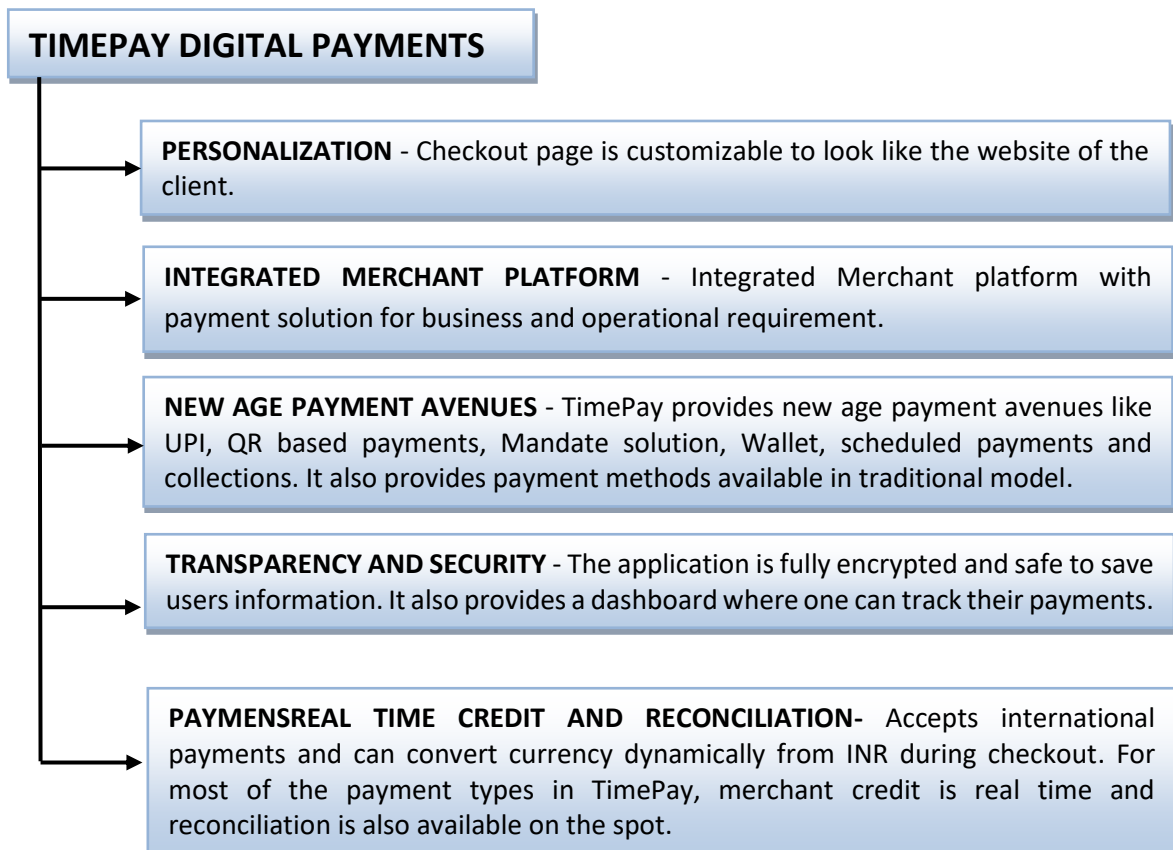 TIMEPAY DIGITAL PAYMENTS
PERSONALIZATION - Checkout page is customizable to look like the website of the
client.
INTEGRATED MERCHANT PLATFORM - Integrated Merchant platform with
payment solution for business and operational requirement.
NEW AGE PAYMENT AVENUES - TimePay provides new age payment avenues like
UPI, QR based payments, Mandate solution, Wallet, scheduled payments and
collections. It also provides payment methods available in traditional model.
TRANSPARENCY AND SECURITY - The application is fully encrypted and safe to save
users information. It also provides a dashboard where one can track their payments.
PAYMENSREAL TIME CREDIT AND RECONCILIATION- Accepts international
payments and can convert currency dynamically from INR during checkout. For
most of the payment types in TimePay, merchant credit is real time and
reconciliation is also available on the spot.